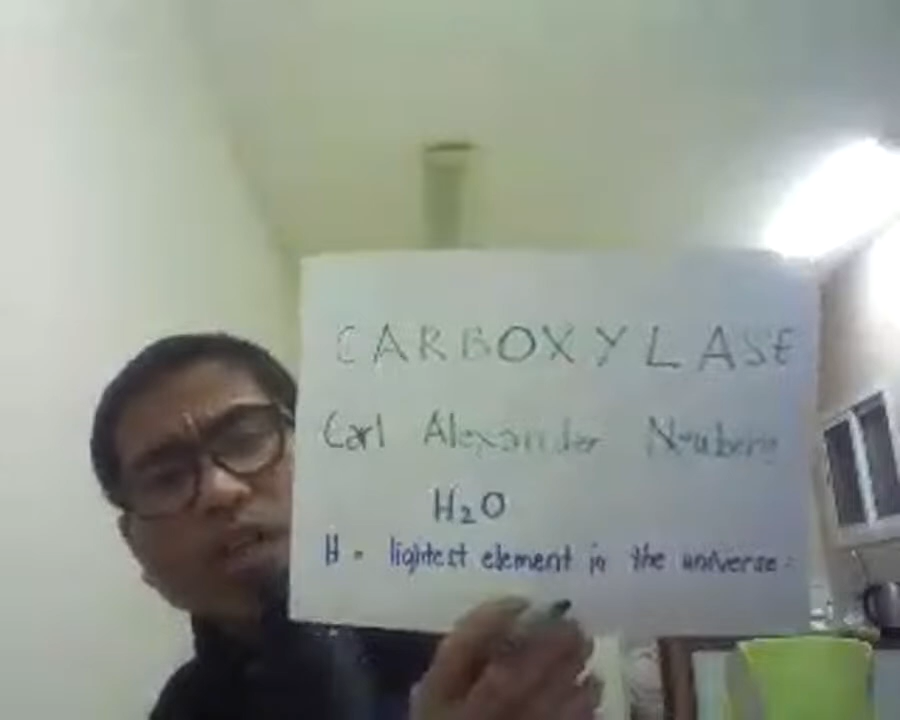 CARBOXYLASE
Carl Alexander Neuberg
H₂O
H = lightest element in the universe.